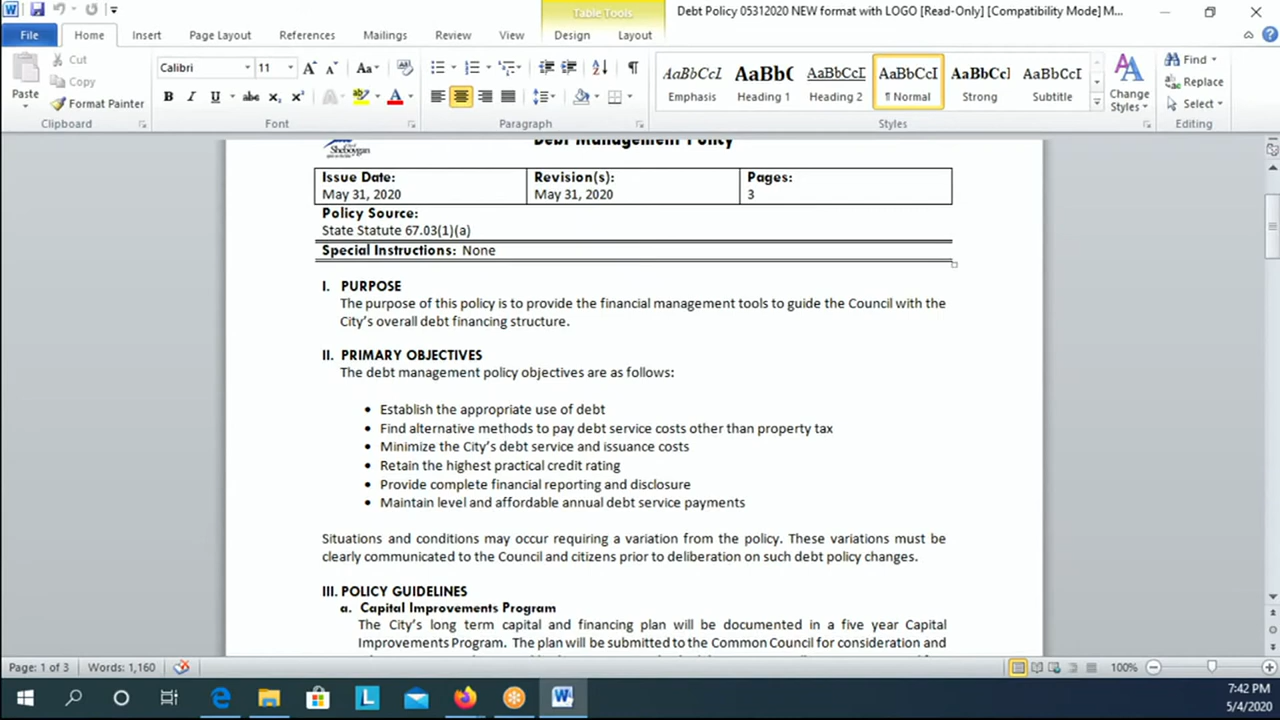 Table Tools
Debt Policy 05312020 NEW format with LOGO [Read-Only] [Compatibility Mode] M...
File Home Insert Page Layout References Mailings Review View Design Layout
Paste
Cut
Copy
Format Painter
Clipboard
Calibri 11
Font
Paragraph
AaBbCcI AaBb( AaBbCcI AaBbCcI AaBbCcI AaBbCcI
Emphasis Heading 1 Heading 2 ¶ Normal Strong Subtitle
Change
Styles
Styles
Find
Replace
Select
Editing
Sheboygan
Debt Management Policy
Issue Date: Revision(s): Pages:
May 31, 2020 May 31, 2020 3
Policy Source:
State Statute 67.03(1)(a)
Special Instructions: None
I. PURPOSE
The purpose of this policy is to provide the financial management tools to guide the Council with the
City's overall debt financing structure.
II. PRIMARY OBJECTIVES
The debt management policy objectives are as follows:
• Establish the appropriate use of debt
• Find alternative methods to pay debt service costs other than property tax
• Minimize the City's debt service and issuance costs
• Retain the highest practical credit rating
• Provide complete financial reporting and disclosure
• Maintain level and affordable annual debt service payments
Situations and conditions may occur requiring a variation from the policy. These variations must be
clearly communicated to the Council and citizens prior to deliberation on such debt policy changes.
III. POLICY GUIDELINES
a. Capital Improvements Program
The City's long term capital and financing plan will be documented in a five year Capital
Improvements Program. The plan will be submitted to the Common Council for consideration and
Page: 1 of 3 Words: 1,160 100%
7:42 PM
5/4/2020